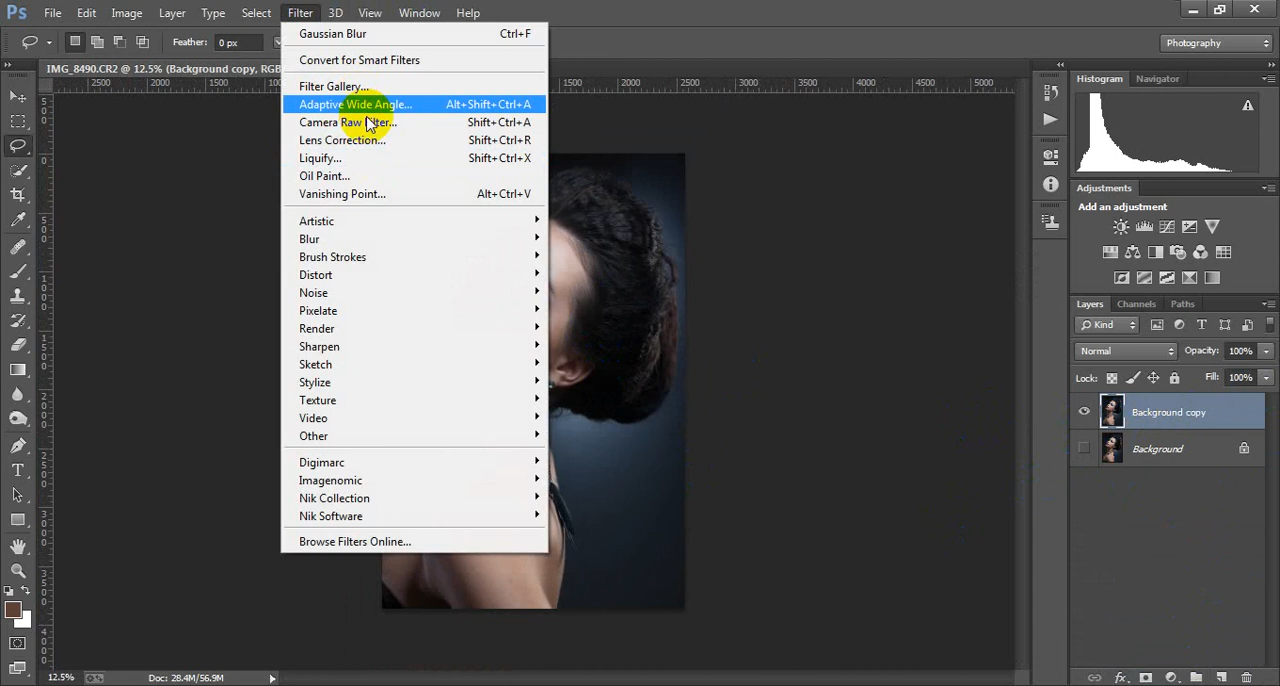 Ps File Edit Image Layer Type Select Filter 3D View Window Help
Feather: 0 px Photography
IMG_8490.CR2 @ 12.5% (Background copy, RGB
2000 1500 1000 500 1500 2000 2500 3000 3500 4000 4500 5000
Gaussian Blur Ctrl+F
Convert for Smart Filters
Filter Gallery...
Adaptive Wide Angle... Alt+Shift+Ctrl+A
Camera Raw Filter... Shift+Ctrl+A
Lens Correction... Shift+Ctrl+R
Liquify... Shift+Ctrl+X
Oil Paint...
Vanishing Point... Alt+Ctrl+V
Artistic
Blur
Brush Strokes
Distort
Noise
Pixelate
Render
Sharpen
Sketch
Stylize
Texture
Video
Other
Digimarc
Imagenomic
Nik Collection
Nik Software
Browse Filters Online...
Histogram Navigator
Adjustments
Add an adjustment
Layers Channels Paths
Kind
Normal Opacity: 100%
Lock: Fill: 100%
Background copy
Background
12.5% Doc: 28.4M/56.9M